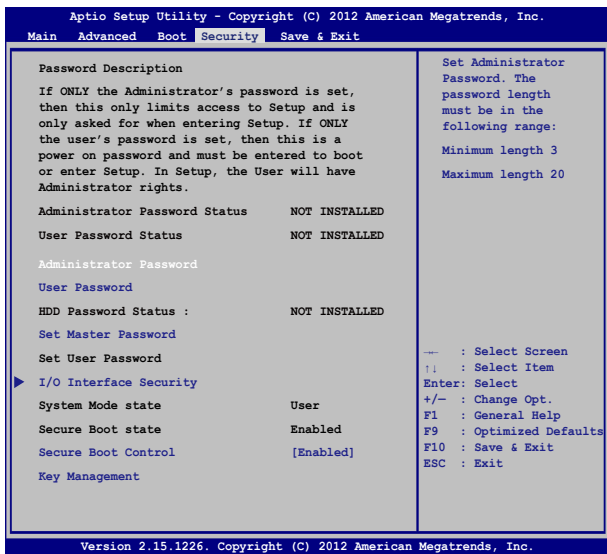 Aptio Setup Utility - Copyright (C) 2012 American Megatrends, Inc.
Main Advanced Boot Security Save & Exit
Password Description
If ONLY the Administrator's password is set,
then this only limits access to Setup and is
only asked for when entering Setup. If ONLY
the user's password is set, then this is a
power on password and must be entered to boot
or enter Setup. In Setup, the User will have
Administrator rights.
Administrator Password Status NOT INSTALLED
User Password Status NOT INSTALLED
Administrator Password
User Password
HDD Password Status : NOT INSTALLED
Set Master Password
Set User Password
I/O Interface Security
System Mode state User
Secure Boot state Enabled
Secure Boot Control [Enabled]
Key Management
Set Administrator
Password. The
password length
must be in the
following range:
Minimum length 3
Maximum length 20
→← : Select Screen
↑↓ : Select Item
Enter: Select
+/— : Change Opt.
F1 : General Help
F9 : Optimized Defaults
F10 : Save & Exit
ESC : Exit
Version 2.15.1226. Copyright (C) 2012 American Megatrends, Inc.